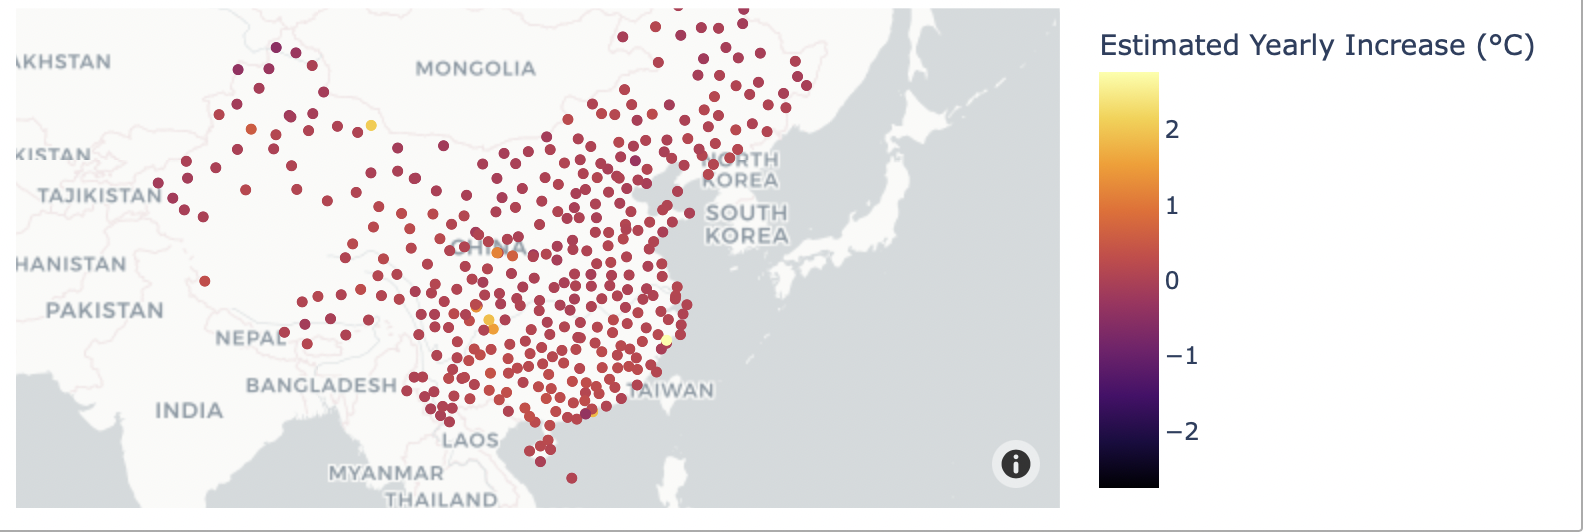 Estimated Yearly Increase (°C)
AKHSTAN
MONGOLIA
2
KISTAN
NORTH
KOREA
TAJIKISTAN
1
SOUTH
KOREA
CHINA
HANISTAN
0
PAKISTAN
NEPAL
−1
BANGLADESH
TAIWAN
INDIA
−2
LAOS
MYANMAR
THAILAND